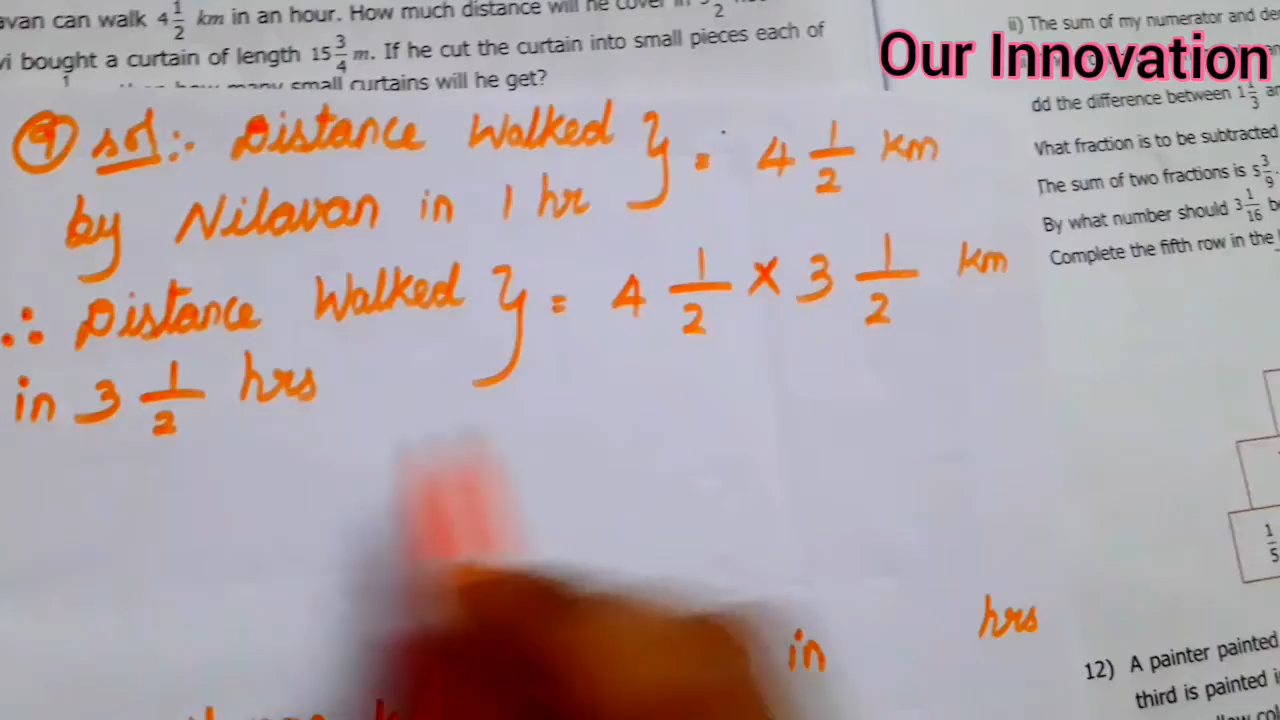 can walk 4 1/2 km in an hour. How much distance will he cover in
bought a curtain of length 15 3/4 m. If he cut the curtain into small pieces each of
many small curtains will he get?
Our Innovation
9 sol:. Distance Walked } = 4 1/2 km
by Nilavan in 1 hr
∴ Distance Walked } = 4 1/2 × 3 1/2 km
in 3 1/2 hrs
in hrs
ii) The sum of my numerator and
the difference between 1 1/3
What fraction is to be subtracted
The sum of two fractions is 5 3/9.
By what number should 3 1/16
Complete the fifth row in the
1/5
12) A painter painted
third is painted